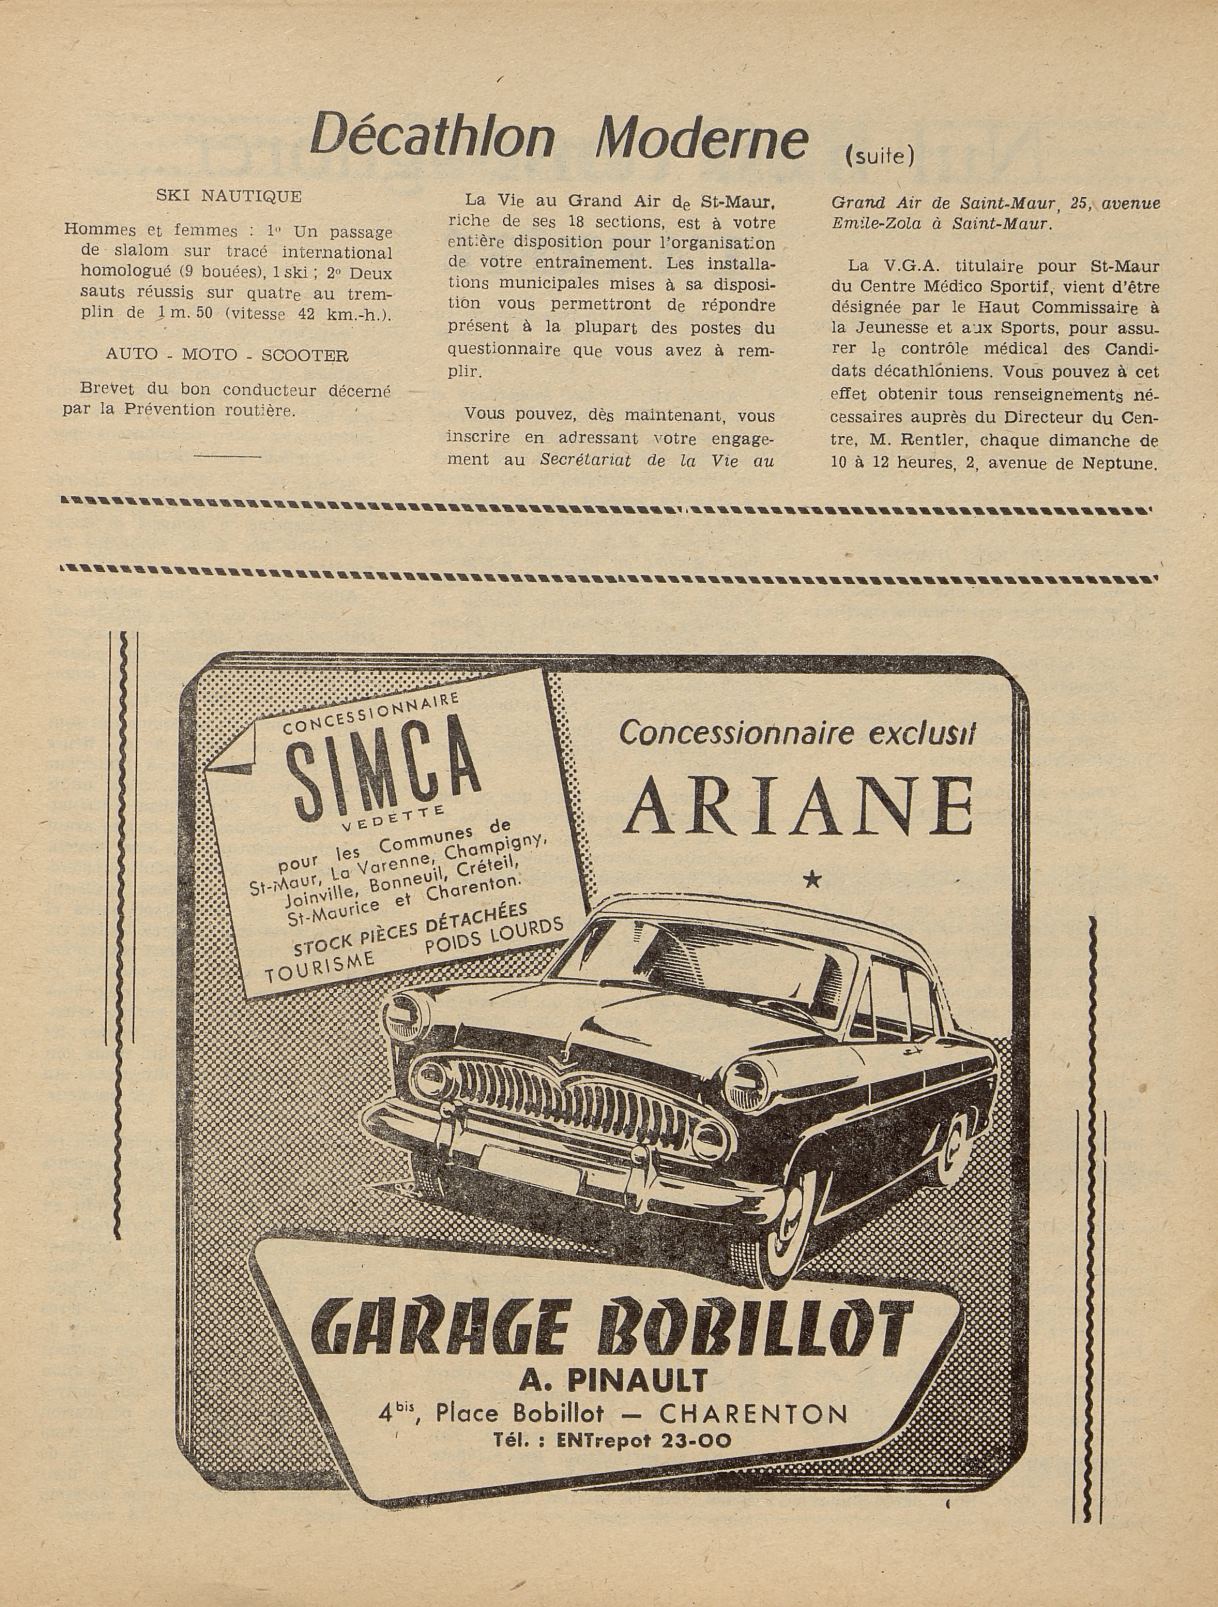 Décathlon Moderne (suite)
SKI NAUTIQUE
Hommes et femmes : 1º Un passage
de slalom sur tracé international
homologué (9 bouées), 1 ski ; 2º Deux
sauts réussis sur quatre au trem-
plin de 1 m. 50 (vitesse 42 km.-h.).
AUTO - MOTO - SCOOTER
Brevet du bon conducteur décerné
par la Prévention routière.
La Vie au Grand Air de St-Maur,
riche de ses 18 sections, est à votre
entière disposition pour l'organisation
de votre entraînement. Les installa-
tions municipales mises à sa disposi-
tion vous permettront de répondre
présent à la plupart des postes du
questionnaire que vous avez à rem-
plir.
Vous pouvez, dès maintenant, vous
inscrire en adressant votre engage-
ment au Secrétariat de la Vie au
Grand Air de Saint-Maur, 25, avenue
Emile-Zola à Saint-Maur.
La V.G.A. titulaire pour St-Maur
du Centre Médico Sportif, vient d'être
désignée par le Haut Commissaire à
la Jeunesse et aux Sports, pour assu-
rer le contrôle médical des Candi-
dats décathloniens. Vous pouvez à cet
effet obtenir tous renseignements né-
cessaires auprès du Directeur du Cen-
tre, M. Rentler, chaque dimanche de
10 à 12 heures, 2, avenue de Neptune.
CONCESSIONNAIRE
SIMCA
VEDETTE
pour les Communes de
St-Maur, La Varenne, Champigny,
Joinville, Bonneuil, Créteil,
St-Maurice et Charenton.
STOCK PIÈCES DÉTACHÉES
TOURISME POIDS LOURDS
Concessionnaire exclusif
ARIANE
GARAGE BOBILLOT
A. PINAULT
4bis, Place Bobillot — CHARENTON
Tél. : ENTrepot 23-00